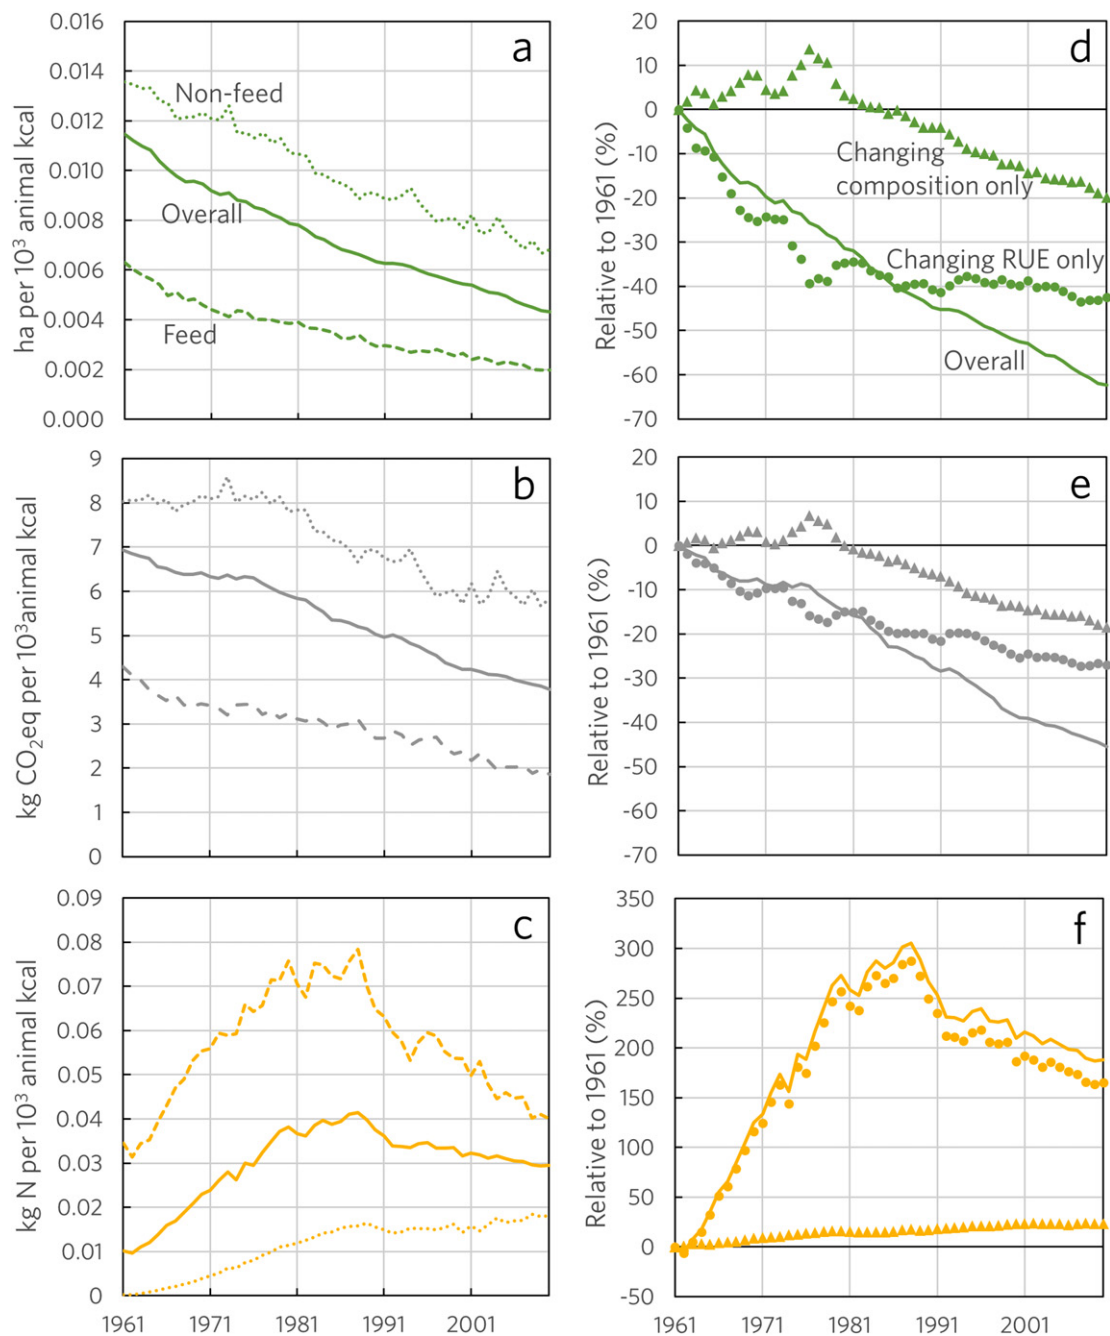 a
ha per 10³ animal kcal
0.016
0.014
0.012
0.010
0.008
0.006
0.004
0.002
0.000
Non-feed
Overall
Feed
d
Relative to 1961 (%)
20
10
0
-10
-20
-30
-40
-50
-60
-70
Changing
composition only
Changing RUE only
Overall
b
kg CO₂eq per 10³animal kcal
9
8
7
6
5
4
3
2
1
0
e
Relative to 1961 (%)
20
10
0
-10
-20
-30
-40
-50
-60
-70
c
kg N per 10³ animal kcal
0.09
0.08
0.07
0.06
0.05
0.04
0.03
0.02
0.01
0
1961 1971 1981 1991 2001
f
Relative to 1961 (%)
350
300
250
200
150
100
50
0
-50
1961 1971 1981 1991 2001